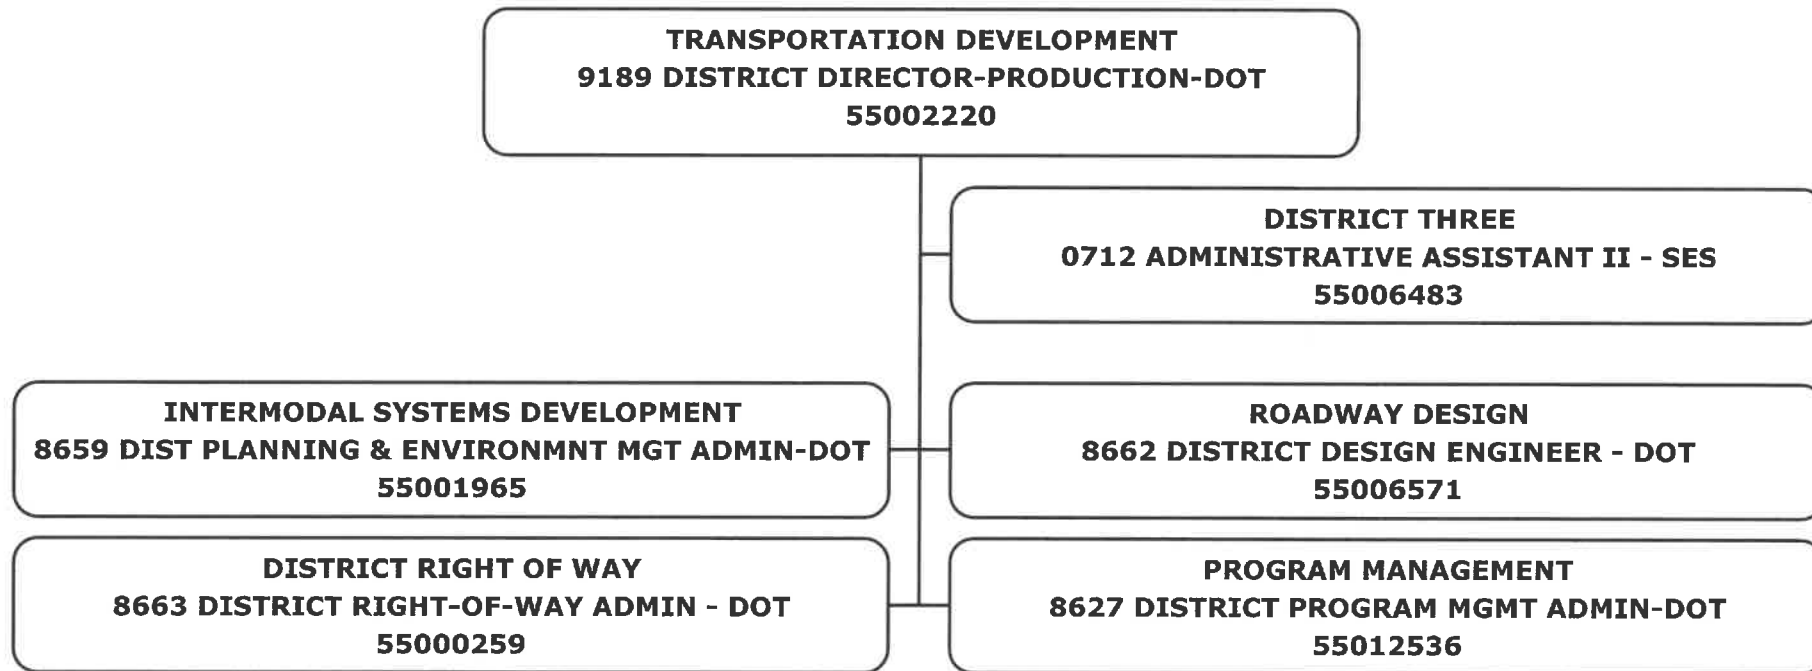 TRANSPORTATION DEVELOPMENT
9189 DISTRICT DIRECTOR-PRODUCTION-DOT
55002220
DISTRICT THREE
0712 ADMINISTRATIVE ASSISTANT II - SES
55006483
INTERMODAL SYSTEMS DEVELOPMENT
8659 DIST PLANNING & ENVIRONMNT MGT ADMIN-DOT
55001965
ROADWAY DESIGN
8662 DISTRICT DESIGN ENGINEER - DOT
55006571
DISTRICT RIGHT OF WAY
8663 DISTRICT RIGHT-OF-WAY ADMIN - DOT
55000259
PROGRAM MANAGEMENT
8627 DISTRICT PROGRAM MGMT ADMIN-DOT
55012536